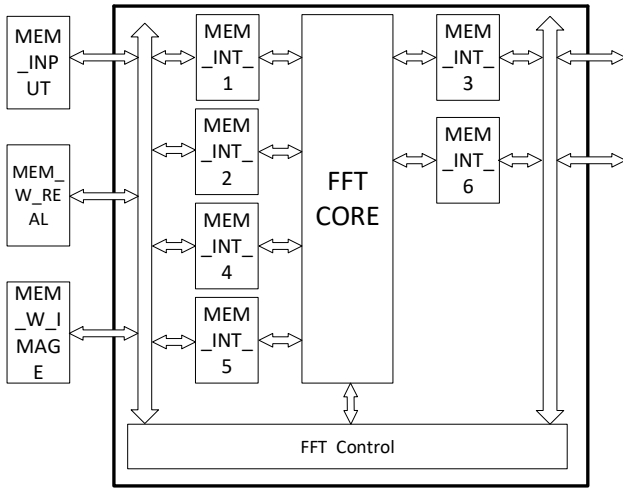 MEM
_INP
UT
MEM_
W_RE
AL
MEM
_W_I
MAG
E
MEM
_INT_
1
MEM
_INT_
2
MEM
_INT_
4
MEM
_INT_
5
FFT
CORE
MEM
_INT_
3
MEM
_INT_
6
FFT Control